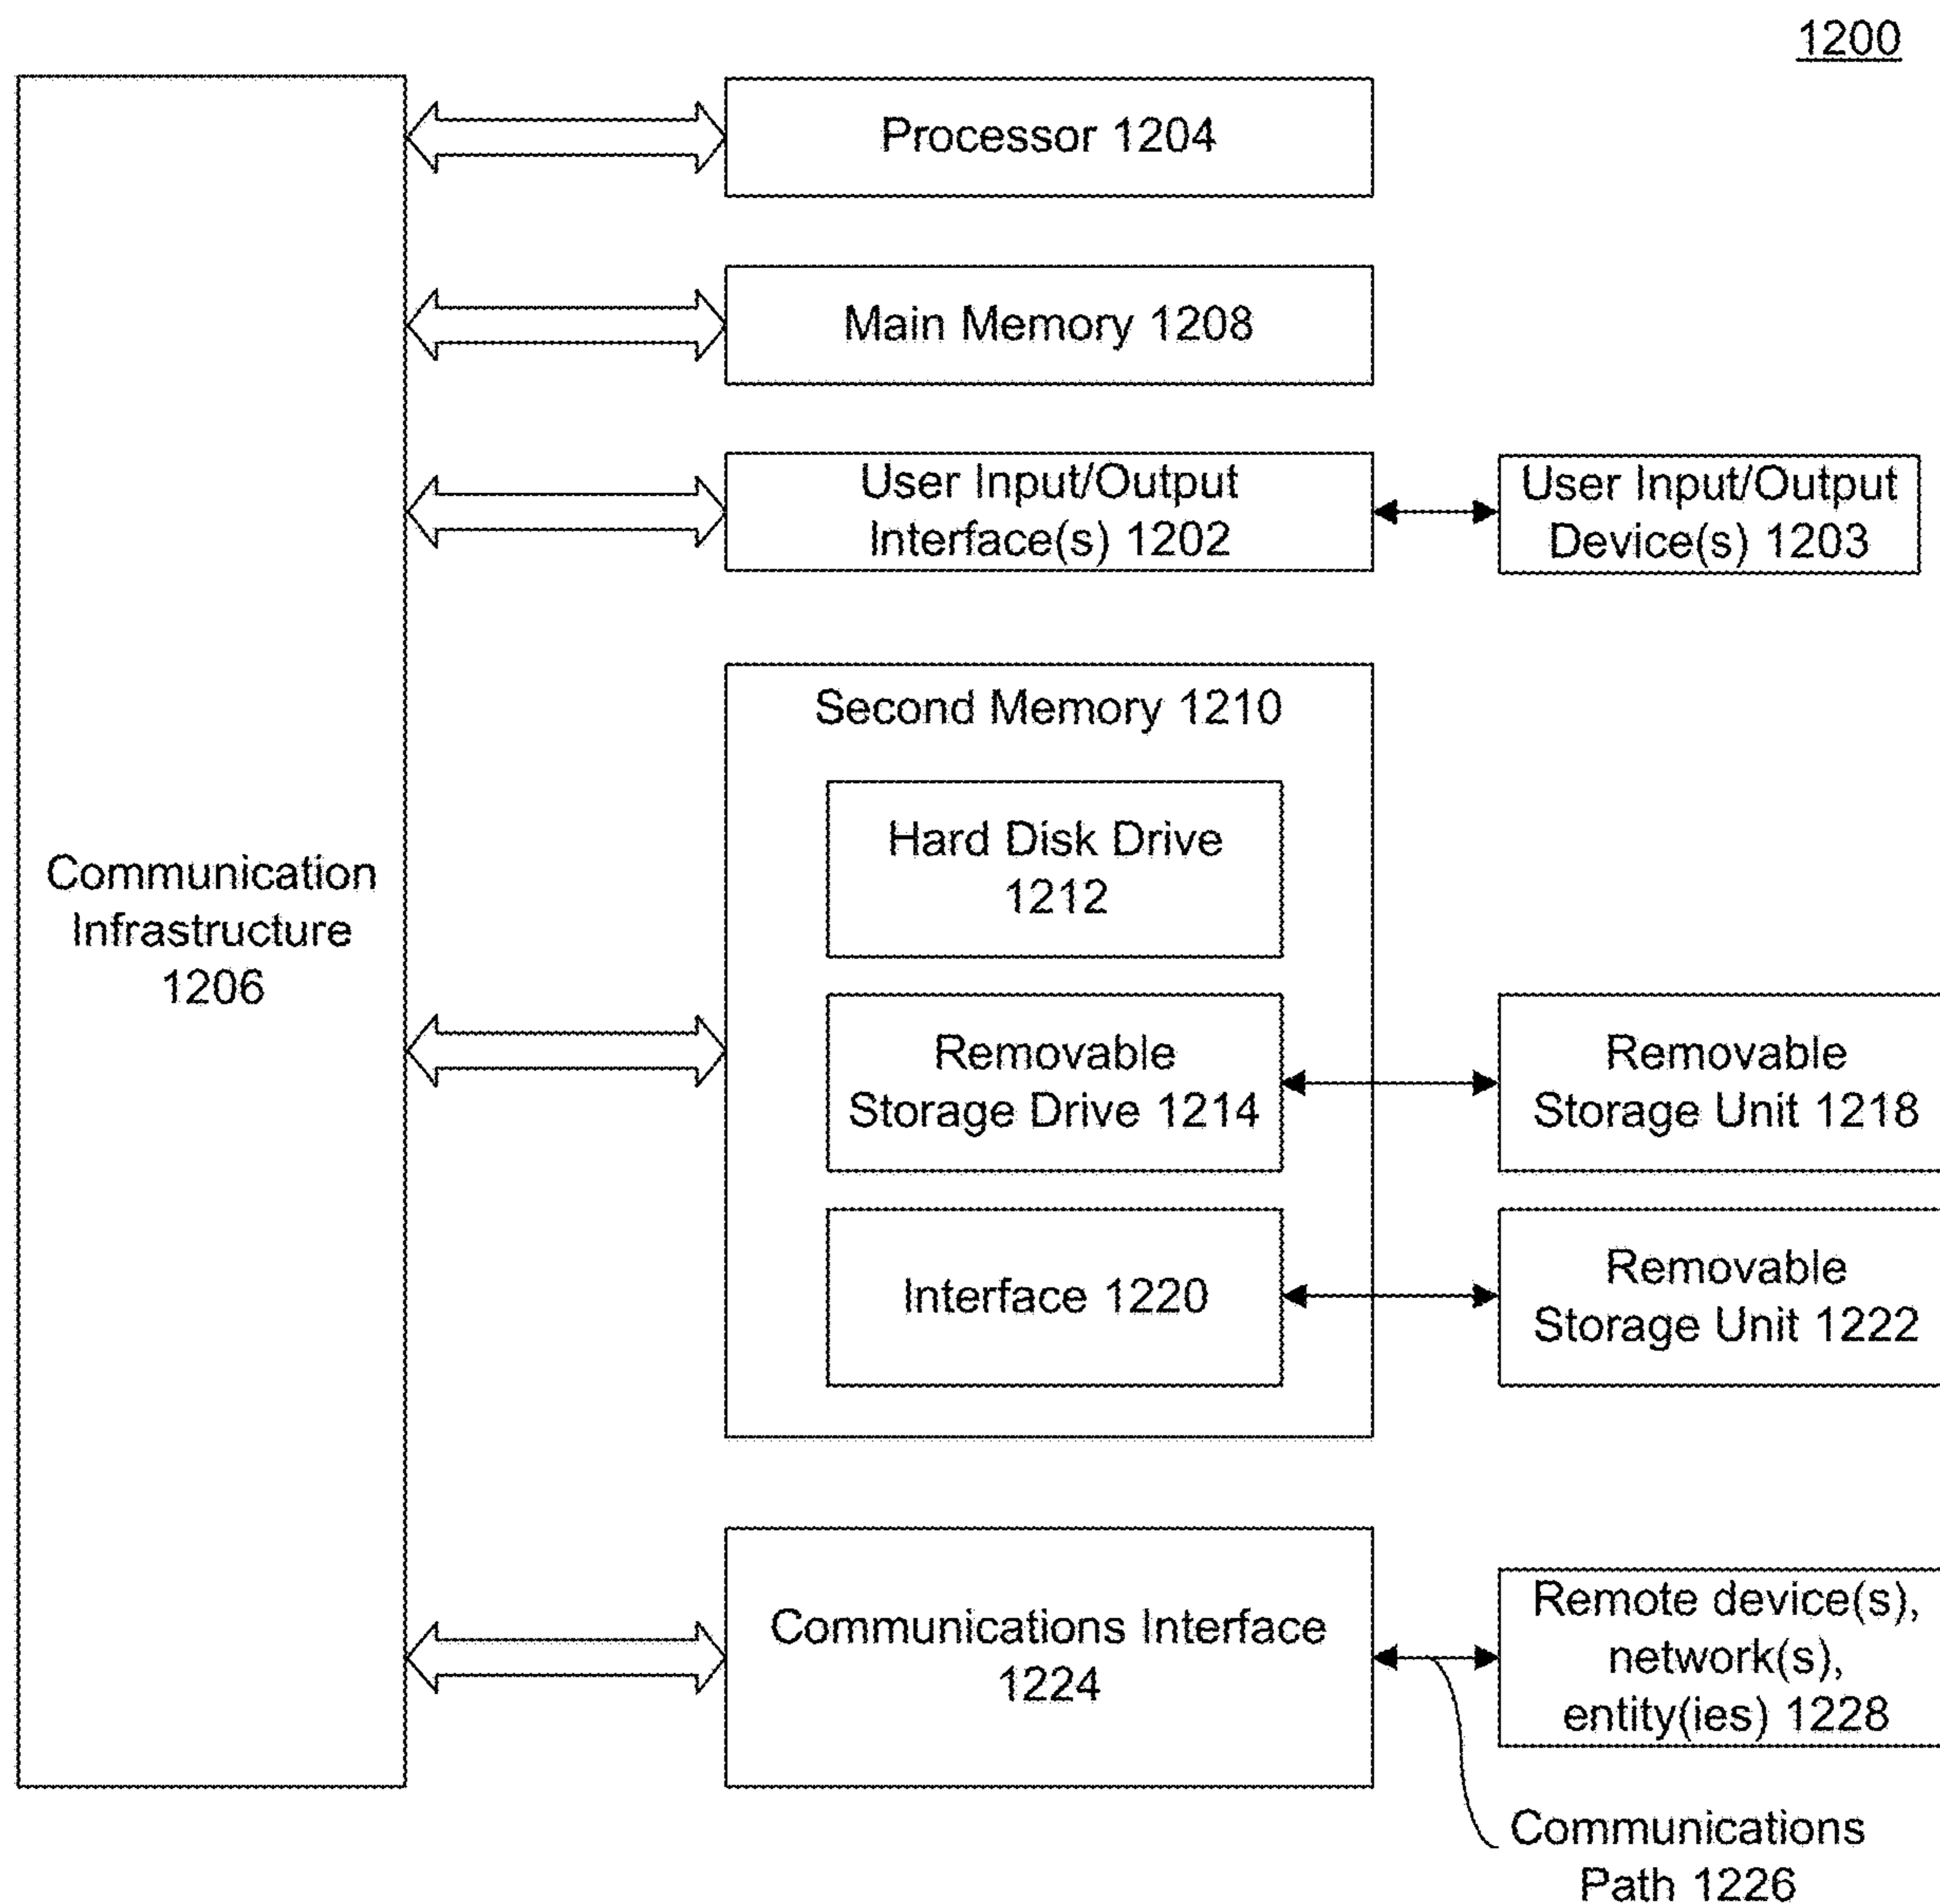 1200
Processor 1204
Main Memory 1208
User Input/Output
Interface(s) 1202
User Input/Output
Device(s) 1203
Second Memory 1210
Hard Disk Drive
1212
Communication
Infrastructure
1206
Removable
Storage Drive 1214
Removable
Storage Unit 1218
Interface 1220
Removable
Storage Unit 1222
Communications Interface
1224
Remote device(s),
network(s),
entity(ies) 1228
Communications
Path 1226